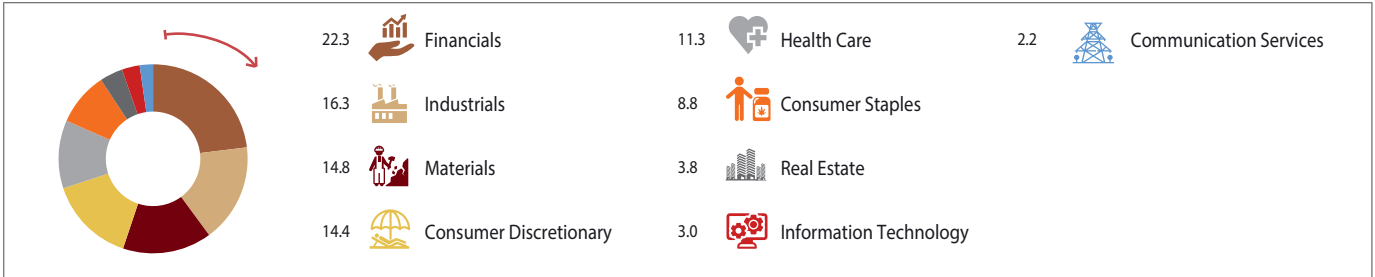 22.3 Financials
16.3 Industrials
14.8 Materials
14.4 Consumer Discretionary
11.3 Health Care
8.8 Consumer Staples
3.8 Real Estate
3.0 Information Technology
2.2 Communication Services